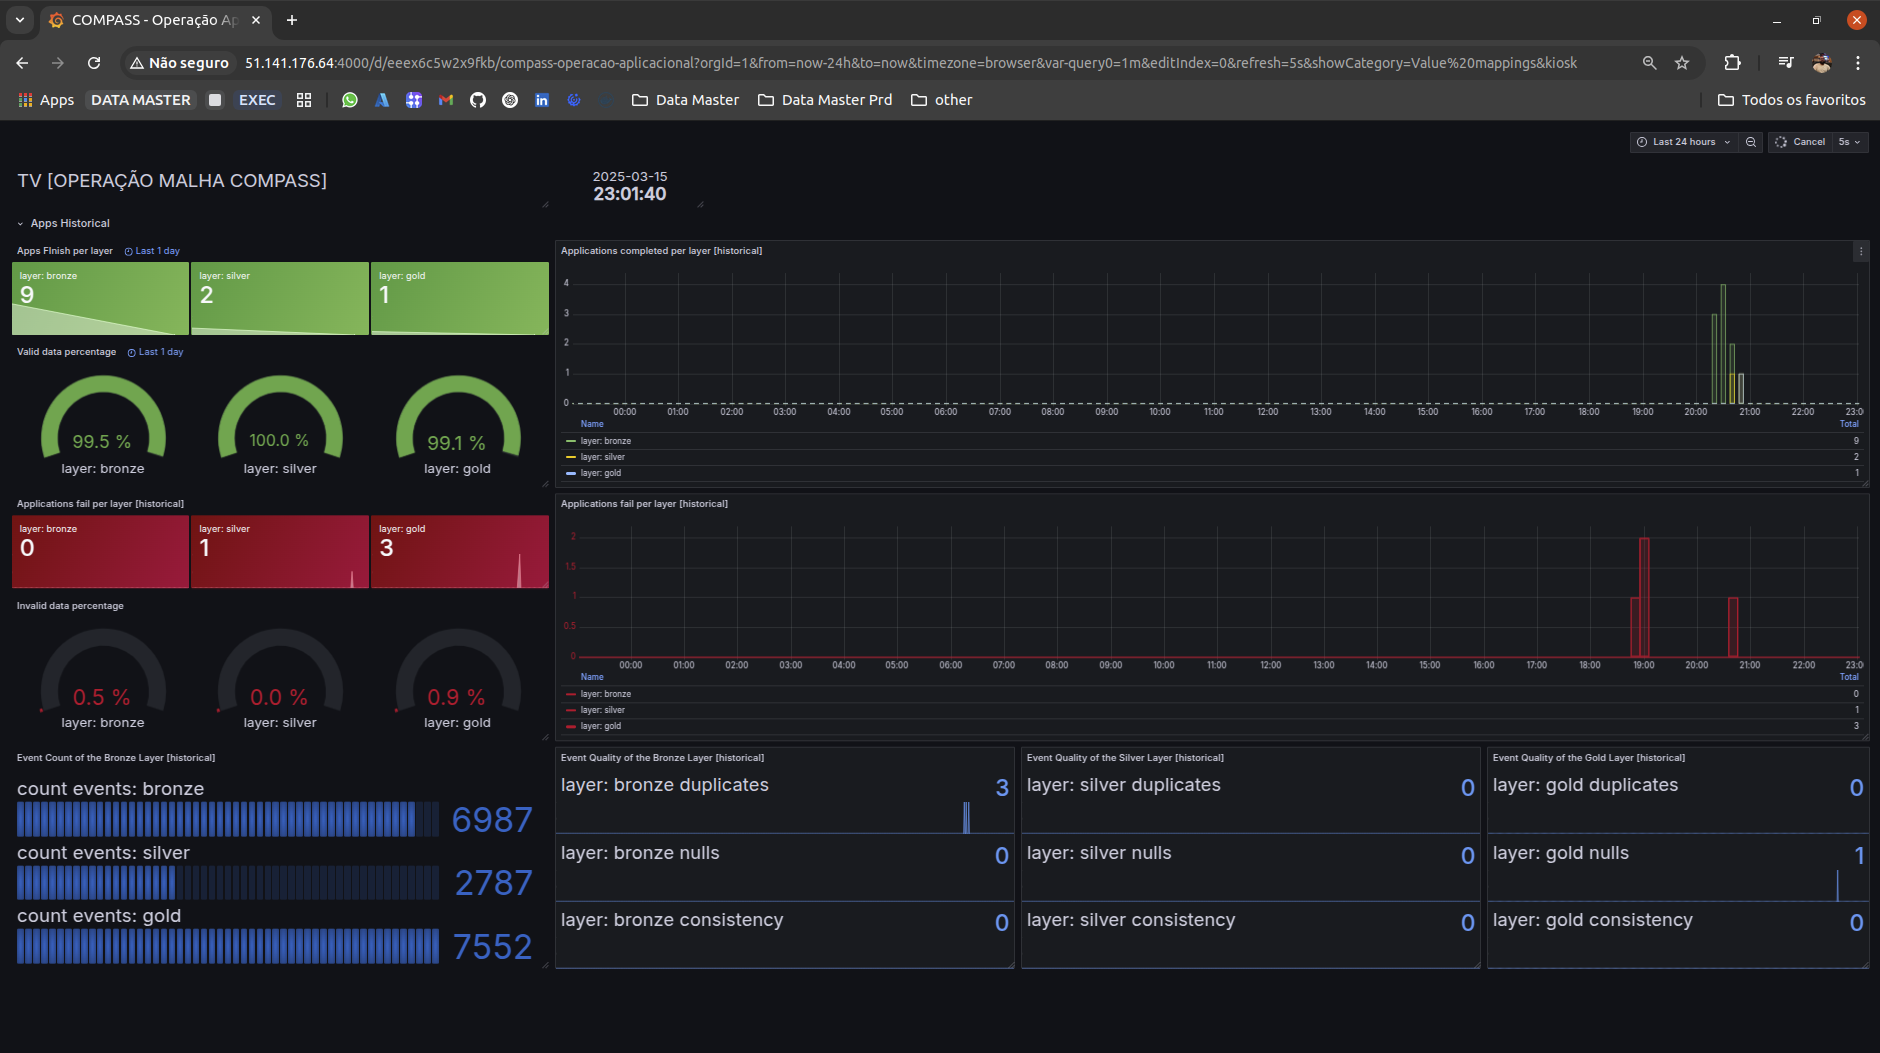 COMPASS - Operação Ap
Não seguro
51.141.176.64:4000/d/eeex6c5w2x9fkb/compass-operacao-aplicacional?orgId=1&from=now-24h&to=now&timezone=browser&var-query0=1m&editIndex=0&refresh=5s&showCategory=Value%20mappings&kiosk
Apps DATA MASTER EXEC Data Master Data Master Prd other Todos os favoritos
Last 24 hours Cancel 5s
TV [OPERAÇÃO MALHA COMPASS]
2025-03-15
23:01:40
Apps Historical
Apps FInish per layer Last 1 day
layer: bronze
9
layer: silver
2
layer: gold
1
Applications completed per layer [historical]
4
3
2
1
0
00:00 01:00 02:00 03:00 04:00 05:00 06:00 07:00 08:00 09:00 10:00 11:00 12:00 13:00 14:00 15:00 16:00 17:00 18:00 19:00 20:00 21:00 22:00 23:0
Name Total
layer: bronze 9
layer: silver 2
layer: gold 1
Valid data percentage Last 1 day
99.5 %
layer: bronze
100.0 %
layer: silver
99.1 %
layer: gold
Applications fail per layer [historical]
layer: bronze
0
layer: silver
1
layer: gold
3
Applications fail per layer [historical]
2
1.5
1
0.5
0
00:00 01:00 02:00 03:00 04:00 05:00 06:00 07:00 08:00 09:00 10:00 11:00 12:00 13:00 14:00 15:00 16:00 17:00 18:00 19:00 20:00 21:00 22:00 23:0
Name Total
layer: bronze 0
layer: silver 1
layer: gold 3
Invalid data percentage
0.5 %
layer: bronze
0.0 %
layer: silver
0.9 %
layer: gold
Event Count of the Bronze Layer [historical]
count events: bronze
6987
count events: silver
2787
count events: gold
7552
Event Quality of the Bronze Layer [historical]
layer: bronze duplicates 3
layer: bronze nulls 0
layer: bronze consistency 0
Event Quality of the Silver Layer [historical]
layer: silver duplicates 0
layer: silver nulls 0
layer: silver consistency 0
Event Quality of the Gold Layer [historical]
layer: gold duplicates 0
layer: gold nulls 1
layer: gold consistency 0